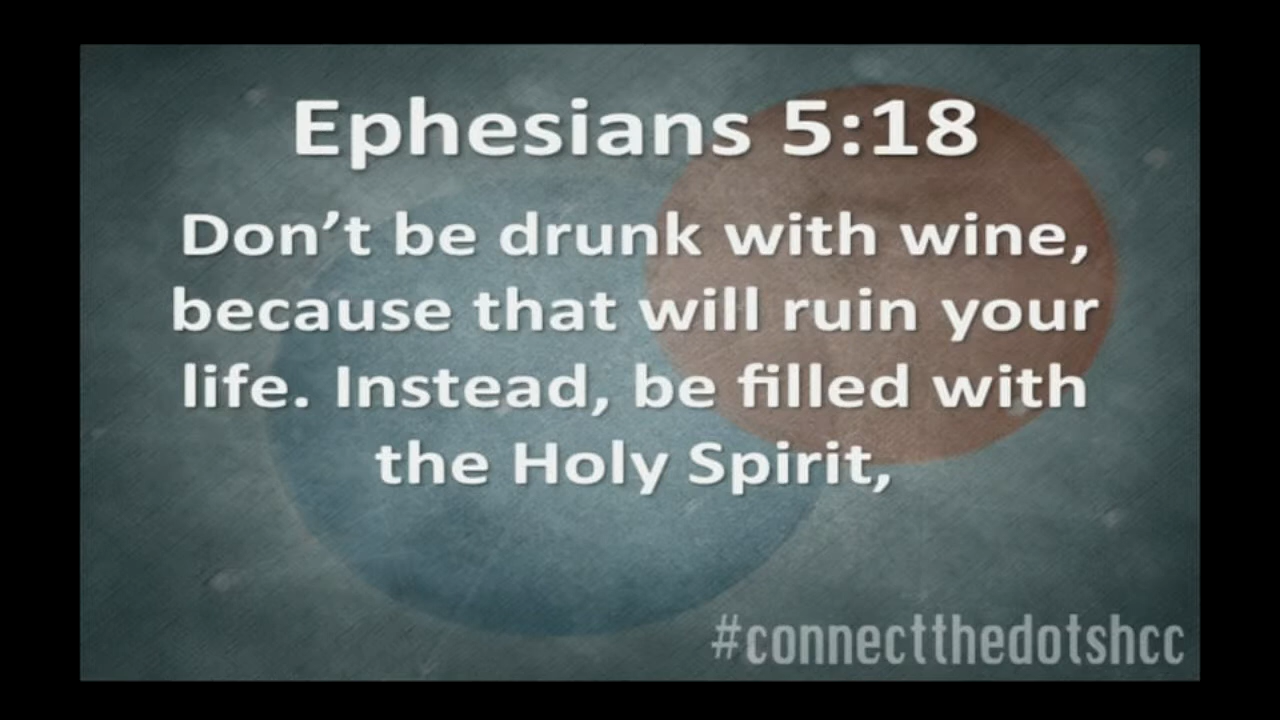 Ephesians 5:18
Don’t be drunk with wine,
because that will ruin your
life. Instead, be filled with
the Holy Spirit,
#connectthedotshcc